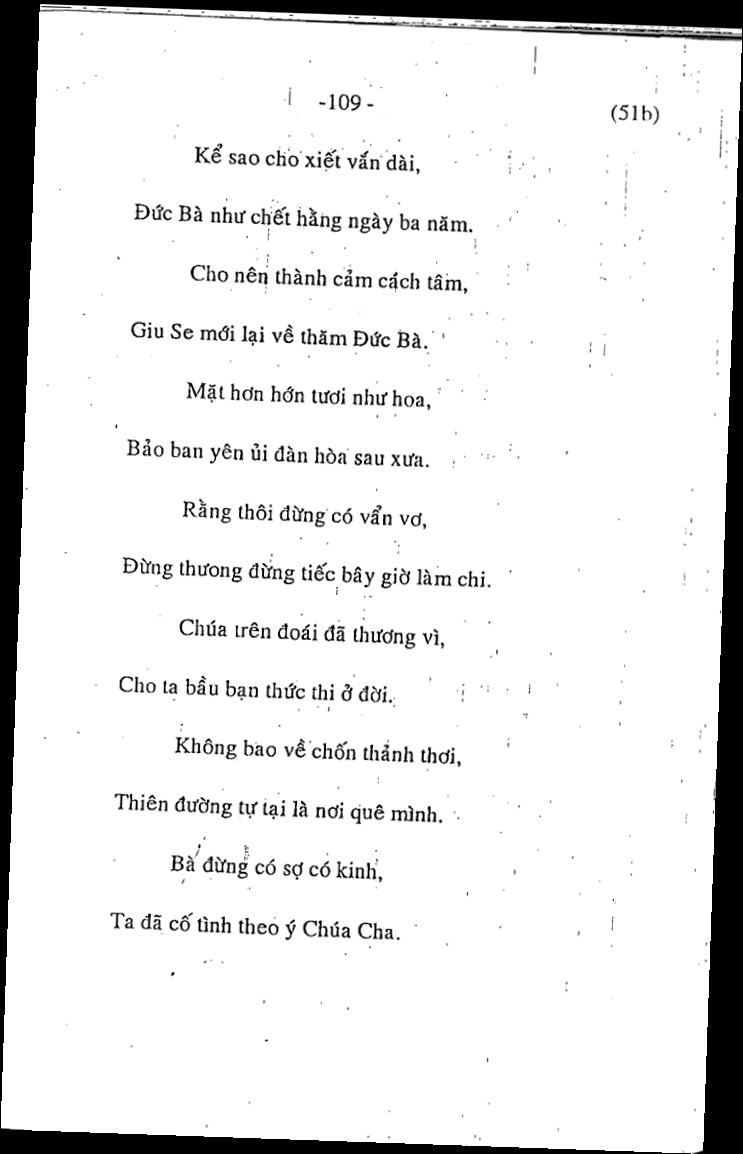 -109-
(51b)
Kể sao cho xiết vắn dài,
Đức Bà như chết hằng ngày ba năm.
Cho nên thành cảm cách tâm,
Giu Se mới lại về thăm Đức Bà.
Mặt hơn hớn tươi như hoa,
Bảo ban yên ủi đàn hòa sau xưa.
Rằng thôi đừng có vẩn vơ,
Đừng thương đừng tiếc bây giờ làm chi.
Chúa trên đoái đã thương vì,
Cho ta bầu bạn thức thi ở đời.
Không bao về chốn thảnh thơi,
Thiên đường tự tại là nơi quê mình.
Bà đừng có sợ có kinh,
Ta đã cố tình theo ý Chúa Cha.